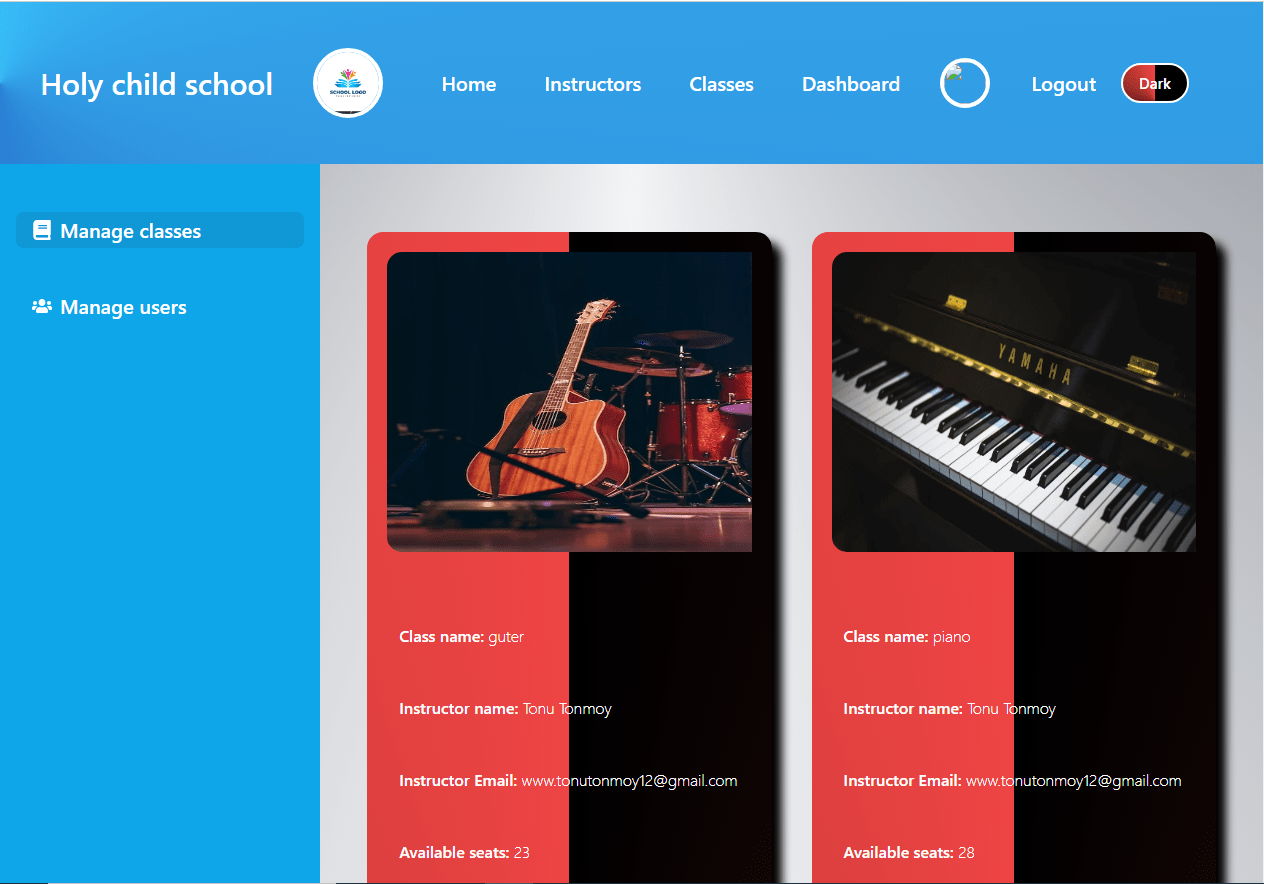 Holy child school
SCHOOL LOGO
Home
Instructors
Classes
Dashboard
Logout
Dark
Manage classes
Manage users
YAMAHA
Class name: guter
Instructor name: Tonu Tonmoy
Instructor Email: www.tonutonmoy12@gmail.com
Available seats: 23
Class name: piano
Instructor name: Tonu Tonmoy
Instructor Email: www.tonutonmoy12@gmail.com
Available seats: 28